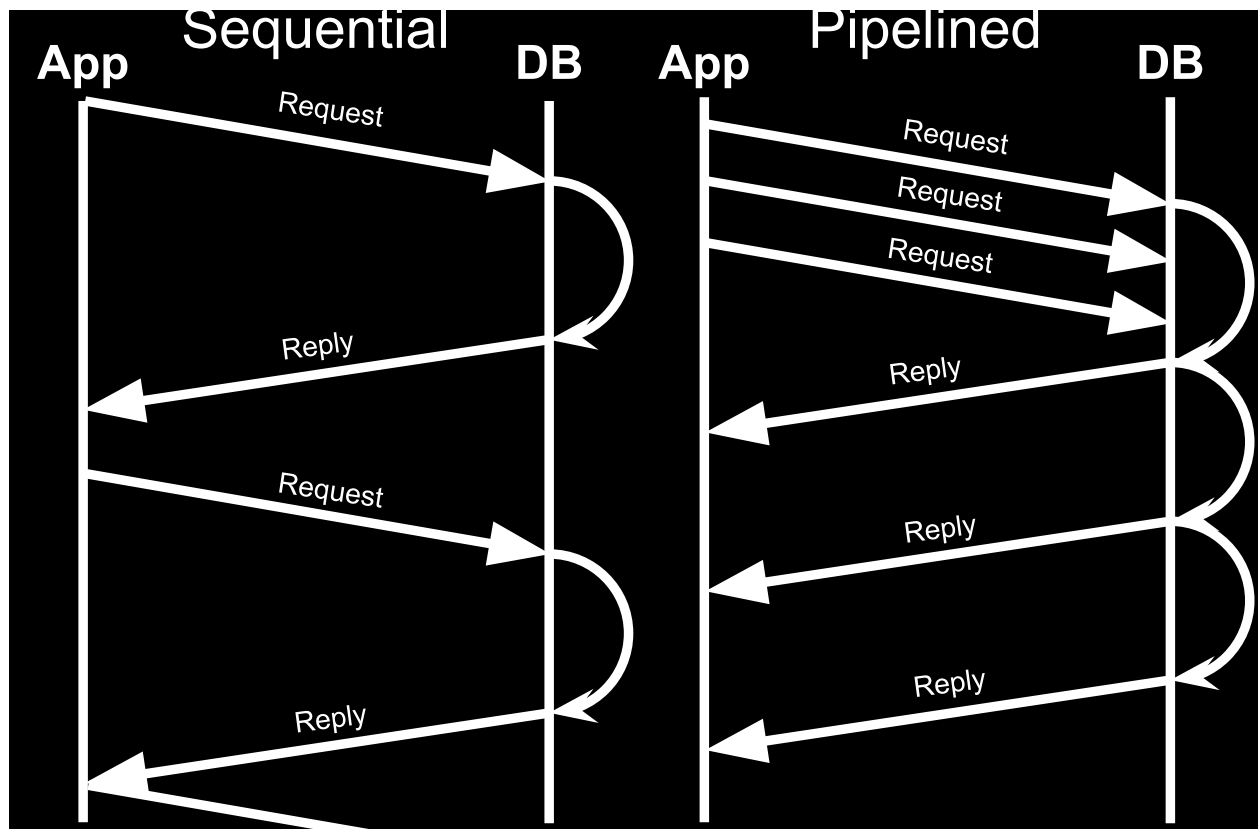 Sequential
App
DB
Request
Reply
Request
Reply
Pipelined
App
DB
Request
Request
Request
Reply
Reply
Reply